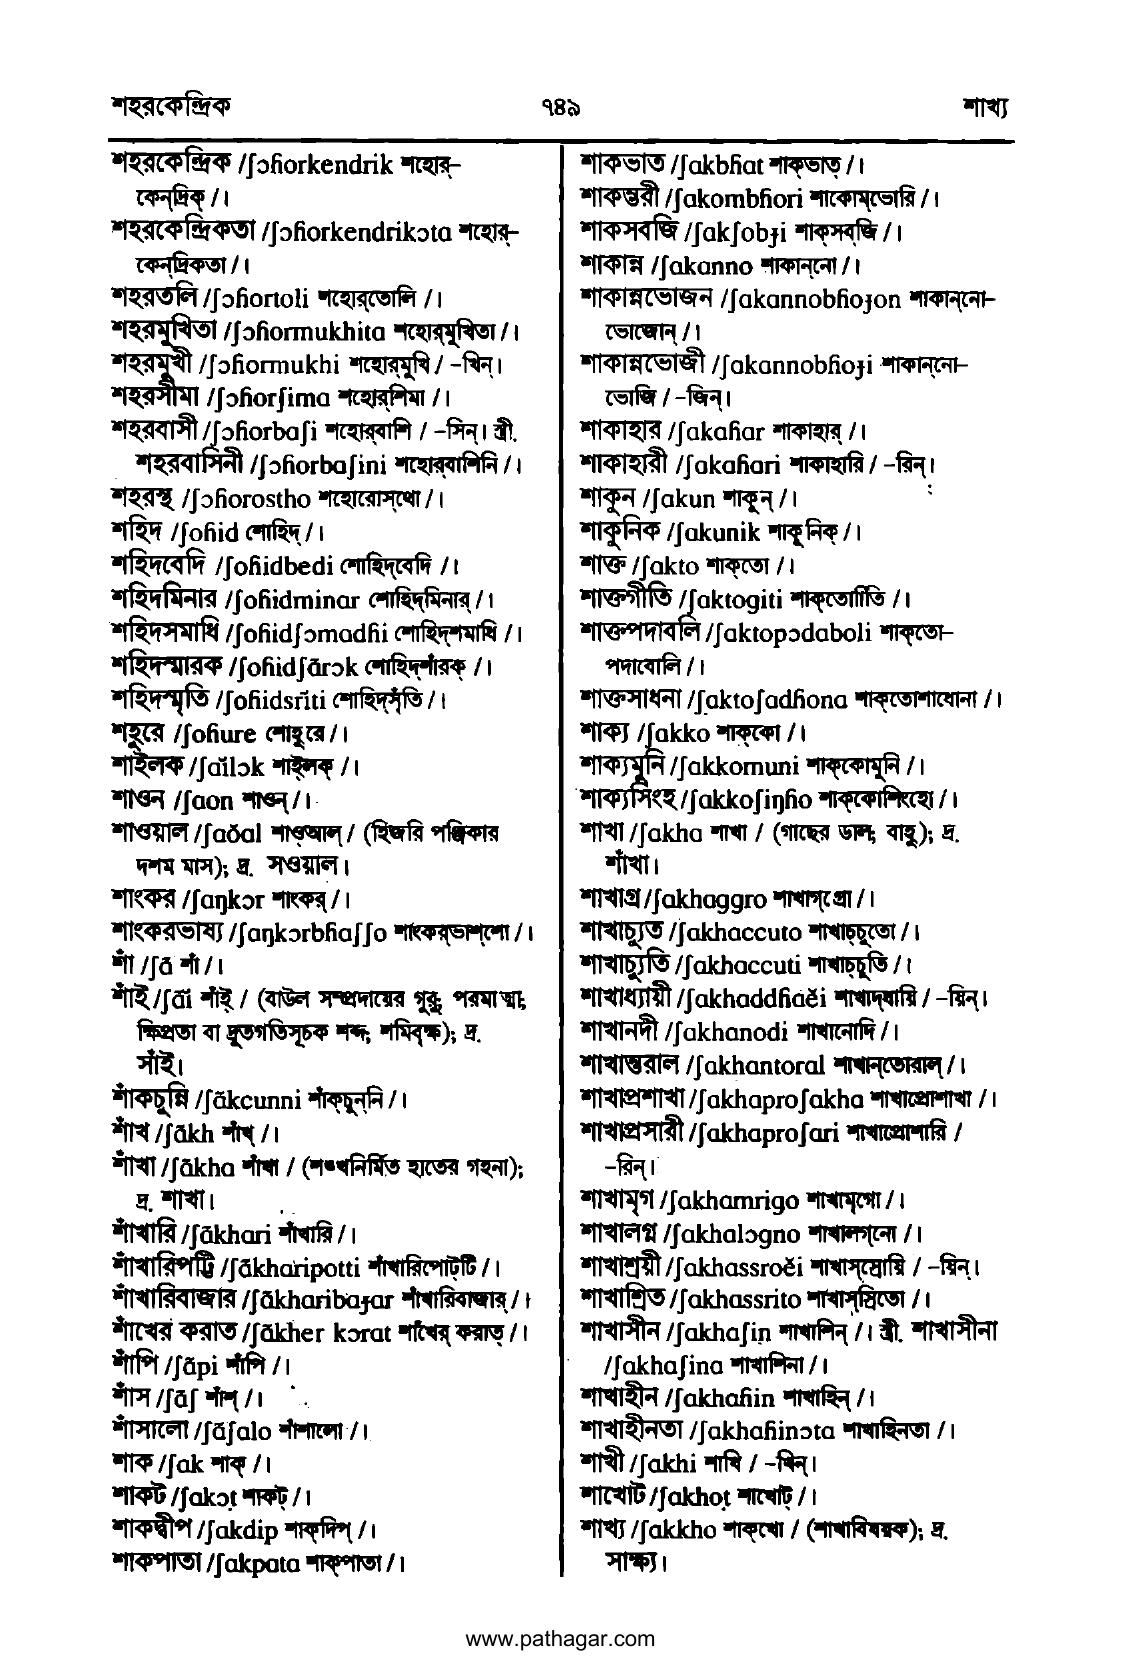 শহরকেন্দ্রিক ৭৪৯ শাখ্য
শহরকেন্দ্রিক /ʃɔɦorkendrik শহোর্-
কেন্‌দ্রিক্ /।
শহরকেন্দ্রিকতা /ʃɔɦorkendrikɔta শহোর্-
কেন্‌দ্রিকতা /।
শহরতলি /ʃɔɦortoli শহোর্‌তোলি /।
শহরমুখিতা /ʃɔɦormukhita শহোর্‌মুখিতা /।
শহরমুখী /ʃɔɦormukhi শহোর্‌মুখি / -খিন্।
শহরসীমা /ʃɔɦorʃima শহোর্‌শিমা /।
শহরবাসী /ʃɔɦorbaʃi শহোর্‌বাশি / -সিন্। স্ত্রী.
শহরবাসিনী /ʃɔɦorbaʃini শহোর্‌বাশিনি /।
শহরস্থ /ʃɔɦorostho শহোরোস্‌থো /।
শহিদ /ʃoɦid শোহিদ্ /।
শহিদবেদি /ʃoɦidbedi শোহিদ্‌বেদি /।
শহিদমিনার /ʃoɦidminar শোহিদ্‌মিনার্ /।
শহিদসমাধি /ʃoɦidʃɔmadɦi শোহিদ্‌শমাধি /।
শহিদস্মারক /ʃoɦidʃãrɔk শোহিদ্‌শাঁরক্ /।
শহিদস্মৃতি /ʃoɦidsrĩti শোহিদ্‌সৃঁতি /।
শহুরে /ʃoɦure শোহুরে /।
শাইলক /ʃaĭlɔk শাই্‌লক্ /।
শাওন /ʃaon শাওন্ /।
শাওয়াল /ʃaŏal শাও্‌আল্ / (হিজরি পঞ্জিকার
দশম মাস); দ্র. সওয়াল।
শাংকর /ʃaŋkɔr শাংকর্ /।
শাংকরভাষ্য /ʃaŋkɔrbɦaʃʃo শাংকর্‌ভাশ্‌শো /।
শাঁ /ʃã শাঁ /।
শাঁই /ʃãĭ শাঁই্ / (বাউল সম্প্রদায়ের গুরু; পরমাত্মা;
ক্ষিপ্রতা বা দ্রুতগতিসূচক শব্দ; শমিবৃক্ষ); দ্র.
সাঁই।
শাঁকচুন্নি /ʃãkcunni শাঁক্‌চুন্‌নি /।
শাঁখ /ʃãkh শাঁখ্ /।
শাঁখা /ʃãkha শাঁখা / (শঙ্খনির্মিত হাতের গহনা);
দ্র. শাখা।
শাঁখারি /ʃãkhari শাঁখারি /।
শাঁখারিপট্টি /ʃãkharipotti শাঁখারিপোট্‌টি /।
শাঁখারিবাজার /ʃãkharibaɟar শাঁখারিবাজার্ /।
শাঁখের করাত /ʃãkher kɔrat শাঁখের্ করাত্ /।
শাঁপি /ʃãpi শাঁপি /।
শাঁস /ʃãʃ শাঁশ্ /।
শাঁসালো /ʃãʃalo শাঁশালো /।
শাক /ʃak শাক্ /।
শাকট /ʃakɔṭ শাকট্ /।
শাকদ্বীপ /ʃakdip শাক্‌দিপ্ /।
শাকপাতা /ʃakpata শাক্‌পাতা /।
শাকভাত /ʃakbɦat শাক্‌ভাত্ /।
শাকম্ভরী /ʃakombɦori শাকোম্‌ভোরি /।
শাকসবজি /ʃakʃobɟi শাক্‌সব্‌জি /।
শাকান্ন /ʃakanno শাকান্‌নো /।
শাকান্নভোজন /ʃakannobɦoɟon শাকান্‌নো-
ভোজোন্ /।
শাকান্নভোজী /ʃakannobɦoɟi শাকান্‌নো-
ভোজি / -জিন্।
শাকাহার /ʃakaɦar শাকাহার্ /।
শাকাহারী /ʃakaɦari শাকাহারি / -রিন্।
শাকুন /ʃakun শাকুন্ /।
শাকুনিক /ʃakunik শাকুনিক্ /।
শাক্ত /ʃakto শাক্‌তো /।
শাক্তগীতি /ʃaktogiti শাক্‌তোগিতি /।
শাক্তপদাবলি /ʃaktopɔdaboli শাক্‌তো-
পদাবোলি /।
শাক্তসাধনা /ʃaktoʃadɦona শাক্‌তোশাধোনা /।
শাক্য /ʃakko শাক্‌কো /।
শাক্যমুনি /ʃakkomuni শাক্‌কোমুনি /।
শাক্যসিংহ /ʃakkoʃiŋɦo শাক্‌কোশিংহো /।
শাখা /ʃakha শাখা / (গাছের ডাল; বাহু); দ্র.
শাঁখা।
শাখাগ্র /ʃakhaggro শাখাগ্‌গ্রো /।
শাখাচ্যুত /ʃakhaccuto শাখাচ্‌চুতো /।
শাখাচ্যুতি /ʃakhaccuti শাখাচ্‌চুতি /।
শাখাধ্যায়ী /ʃakhaddɦaĕi শাখাদ্‌ধায়ি / -য়িন্।
শাখানদী /ʃakhanodi শাখানোদি /।
শাখান্তরাল /ʃakhantoral শাখান্‌তোরাল্ /।
শাখাপ্রশাখা /ʃakhaproʃakha শাখাপ্রোশাখা /।
শাখাপ্রসারী /ʃakhaproʃari শাখাপ্রোশারি /
-রিন্।
শাখামৃগ /ʃakhamrigo শাখামৃগো /।
শাখালগ্ন /ʃakhalɔgno শাখালগ্‌নো /।
শাখাশ্রয়ী /ʃakhassroĕi শাখাস্‌স্রোয়ি / -য়িন্।
শাখাশ্রিত /ʃakhassrito শাখাস্‌স্রিতো /।
শাখাসীন /ʃakhaʃin শাখাশিন্ /। স্ত্রী. শাখাসীনা
/ʃakhaʃina শাখাশিনা /।
শাখাহীন /ʃakhaɦin শাখাহিন্ /।
শাখাহীনতা /ʃakhaɦinɔta শাখাহিনতা /।
শাখী /ʃakhi শাখি / -খিন্।
শাখোট /ʃakhoṭ শাখোট্ /।
শাখ্য /ʃakkho শাক্‌খো / (শাখাবিষয়ক); দ্র.
সাক্ষ্য।
www.pathagar.com